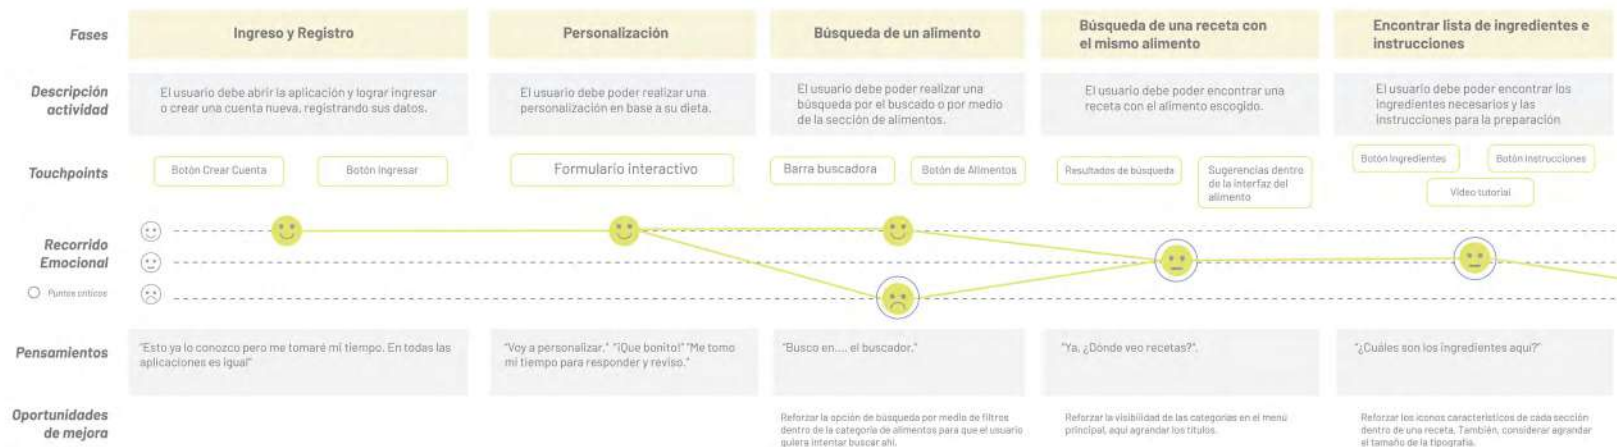 Fases
Ingreso y Registro
Personalización
Búsqueda de un alimento
Búsqueda de una receta con
el mismo alimento
Encontrar lista de ingredientes e
instrucciones
Descripción
actividad
El usuario debe abrir la aplicación y lograr ingresar
o crear una cuenta nueva, registrando sus datos.
El usuario debe poder realizar una
personalización en base a su dieta.
El usuario debe poder realizar una
búsqueda por el buscado o por medio
de la sección de alimentos.
El usuario debe poder encontrar una
receta con el alimento escogido.
El usuario debe poder encontrar los
ingredientes necesarios y las
instrucciones para la preparación
Touchpoints
Botón Crear Cuenta
Botón Ingresar
Formulario interactivo
Barra buscadora
Botón de Alimentos
Resultados de búsqueda
Sugerencias dentro
de la interfaz del
alimento
Botón Ingredientes
Botón Instrucciones
Video tutorial
Recorrido
Emocional
Puntos críticos
Pensamientos
"Esto ya lo conozco pero me tomaré mi tiempo. En todas las
aplicaciones es igual"
"Voy a personalizar." "¡Que bonito!" "Me tomo
mi tiempo para responder y reviso."
"Busco en.... el buscador."
"Ya, ¿Dónde veo recetas?".
"¿Cuáles son los ingredientes aquí?"
Oportunidades
de mejora
Reforzar la opción de búsqueda por medio de filtros
dentro de la categoría de alimentos para que el usuario
quiera intentar buscar ahí.
Reforzar la visibilidad de las categorías en el menú
principal, aquí agrandar los títulos.
Reforzar los iconos característicos de cada sección
dentro de una receta. También, considerar agrandar
el tamaño de la tipografía.